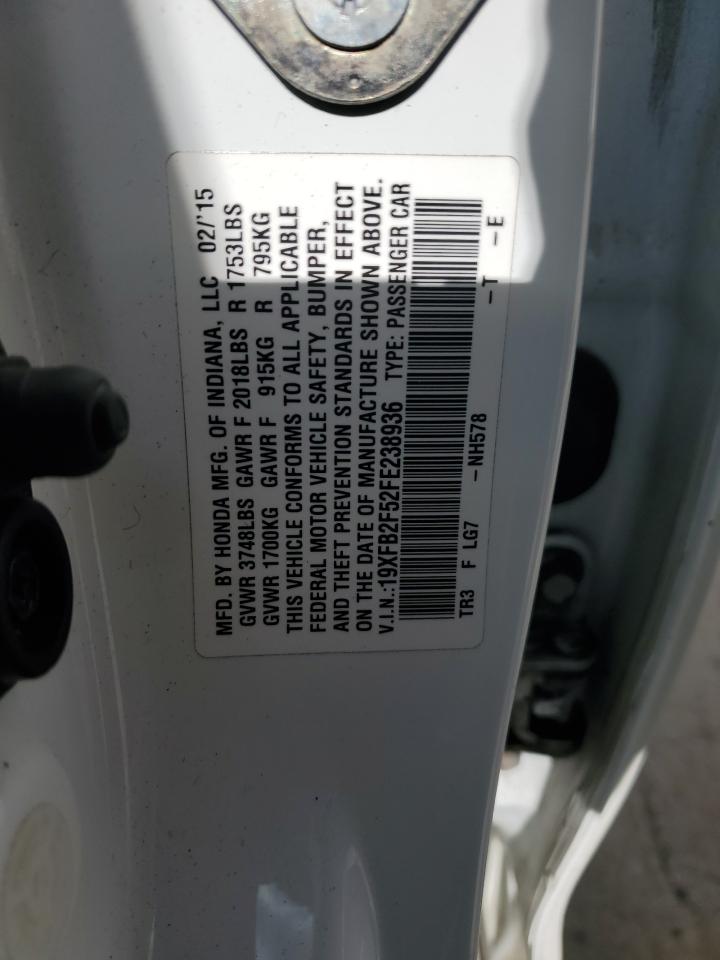 MFD. BY HONDA MFG. OF INDIANA, LLC 02/'15
GVWR 3748LBS GAWR F 2018LBS R 1753LBS
GVWR 1700KG GAWR F 915KG R 795KG
THIS VEHICLE CONFORMS TO ALL APPLICABLE
FEDERAL MOTOR VEHICLE SAFETY, BUMPER,
AND THEFT PREVENTION STANDARDS IN EFFECT
ON THE DATE OF MANUFACTURE SHOWN ABOVE.
V.I.N.:19XFB2F52FE238936 TYPE: PASSENGER CAR
TR3 F LG7 -NH578 -T -E